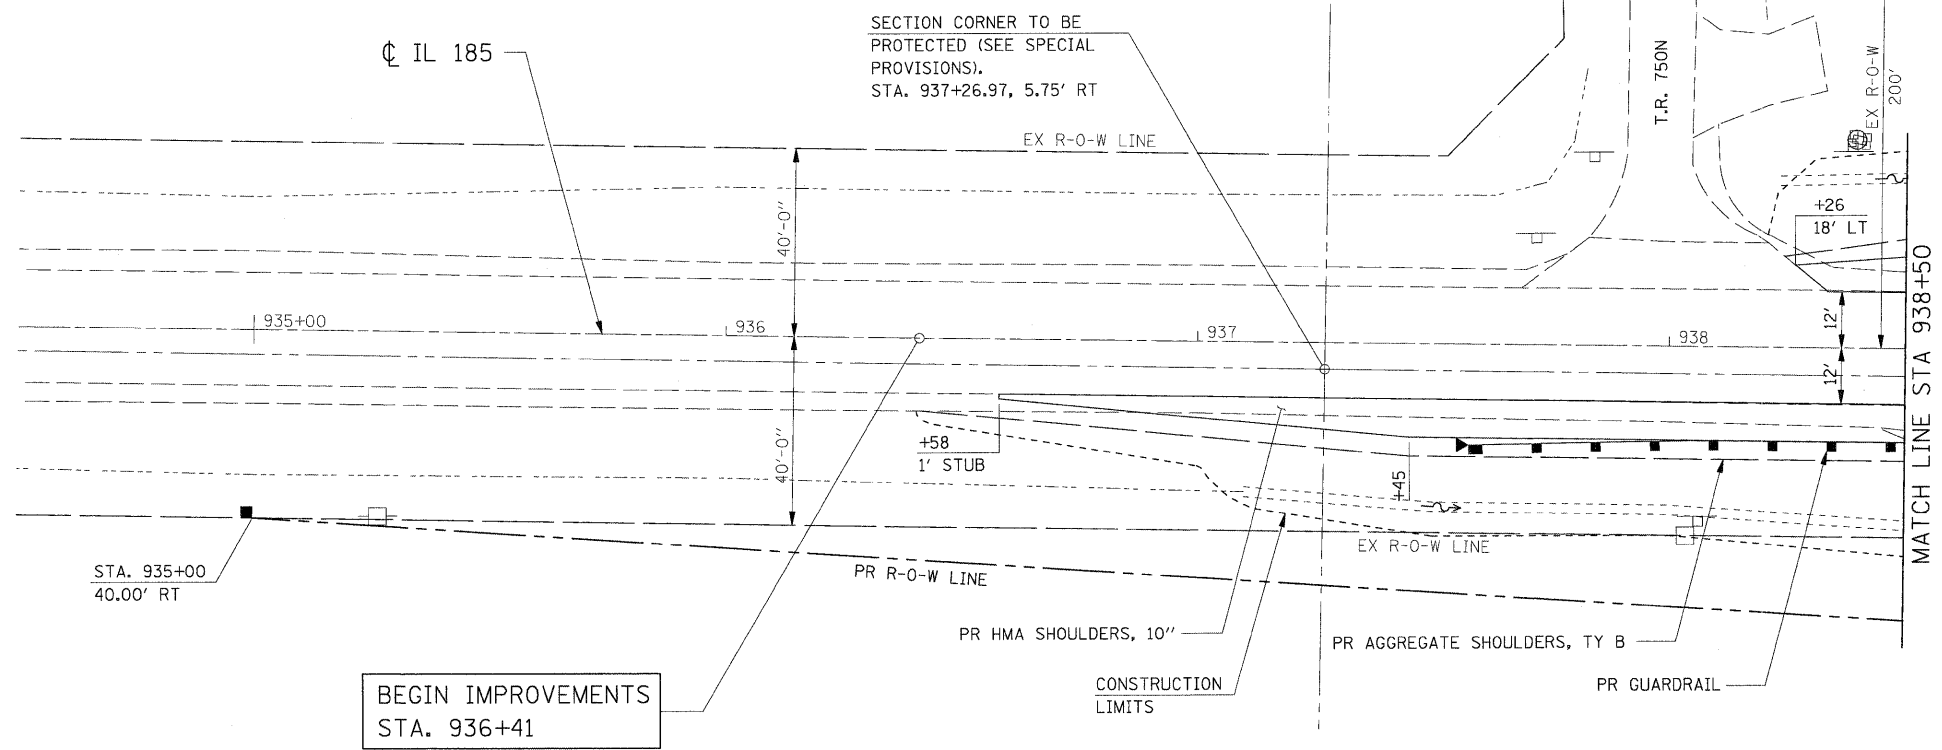 ℄ IL 185
SECTION CORNER TO BE
PROTECTED (SEE SPECIAL
PROVISIONS).
STA. 937+26.97, 5.75' RT
EX R-O-W LINE
T.R. 750N
EX R-O-W
200'
+26
18' LT
40'-0"
935+00
936
937
938
12'
12'
MATCH LINE STA 938+50
40'-0"
+58
1' STUB
+45
STA. 935+00
40.00' RT
EX R-O-W LINE
PR R-O-W LINE
PR HMA SHOULDERS, 10"
PR AGGREGATE SHOULDERS, TY B
CONSTRUCTION
LIMITS
PR GUARDRAIL
BEGIN IMPROVEMENTS
STA. 936+41